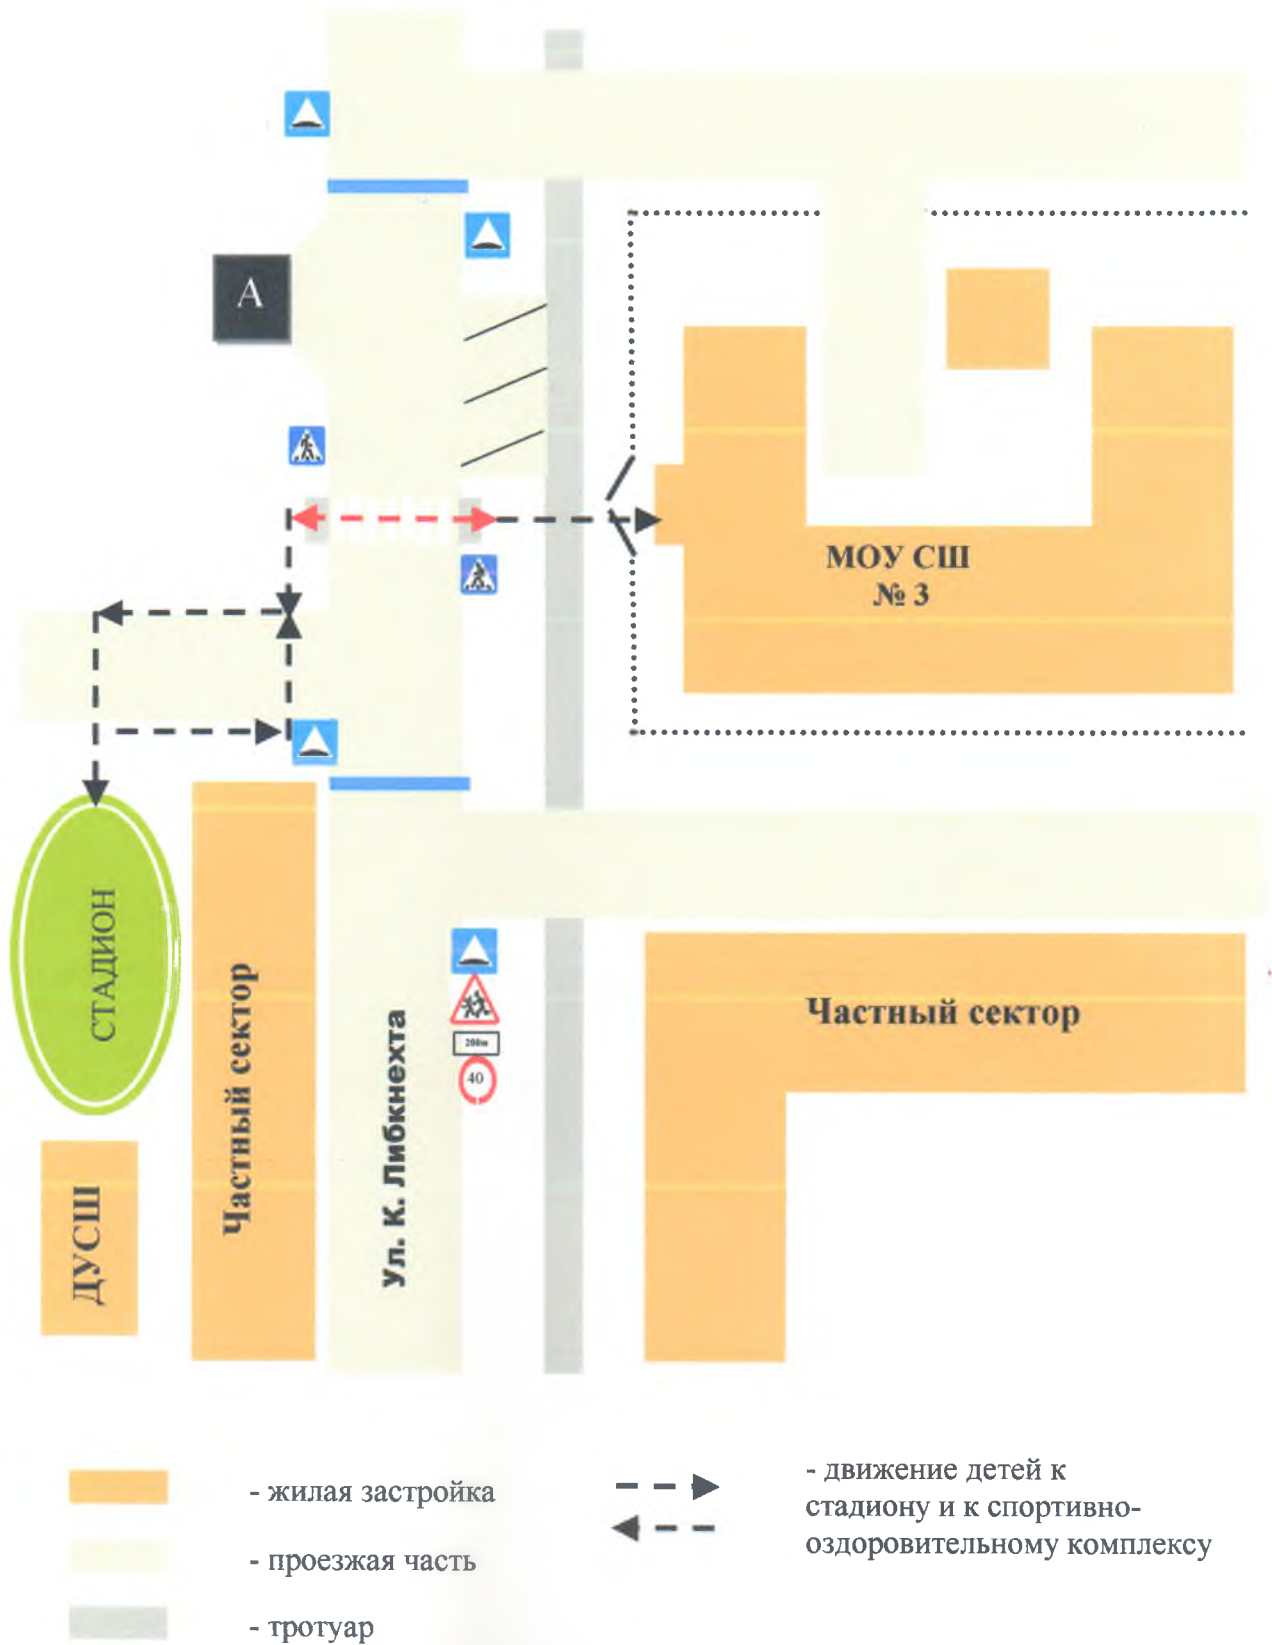 А
МОУ СШ
№ 3
СТАДИОН
Частный сектор
Ул. К. Либкнехта
200м
40
Частный сектор
ДУСШ
- жилая застройка
- проезжая часть
- тротуар
- движение детей к
стадиону и к спортивно-
оздоровительному комплексу